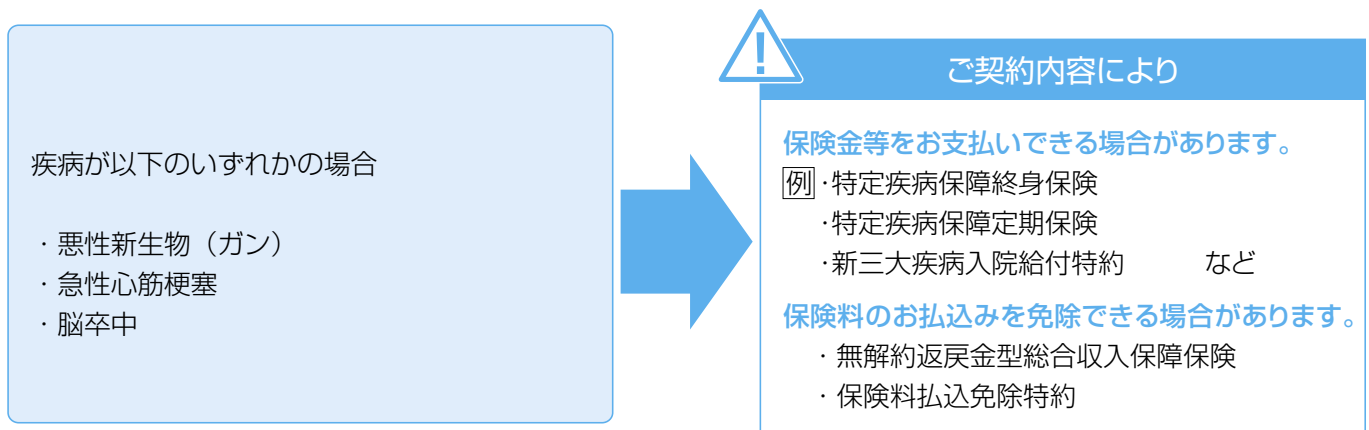 疾病が以下のいずれかの場合
・悪性新生物（ガン）
・急性心筋梗塞
・脳卒中
!
ご契約内容により
保険金等をお支払いできる場合があります。
例・特定疾病保障終身保険
・特定疾病保障定期保険
・新三大疾病入院給付特約　　など
保険料のお払込みを免除できる場合があります。
・無解約返戻金型総合収入保障保険
・保険料払込免除特約